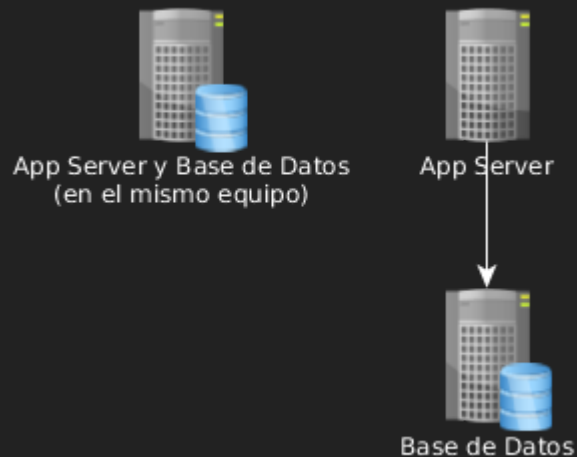 App Server y Base de Datos
(en el mismo equipo)
App Server
Base de Datos